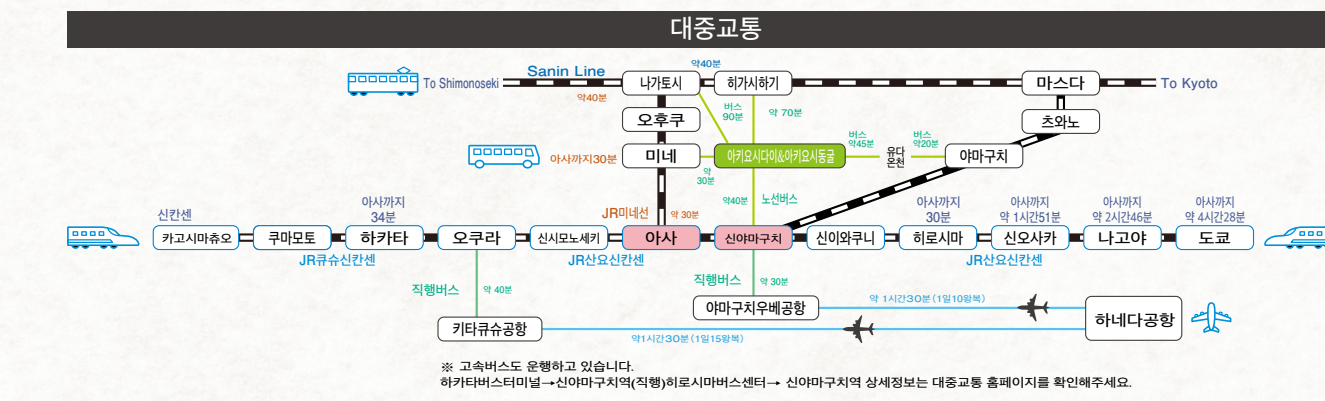 대중교통
약40분
Sanin Line
To Shimonoseki
나가토시
히가시하기
마스다
To Kyoto
약40분
버스
90분
약 70분
오후쿠
츠와노
버스
약45분
버스
약20분
아사까지30분
미네
아키요시다이&아키요시동굴
유다
온천
야마구치
약
30분
약40분
노선버스
신칸센
아사까지
34분
JR미네선
약 30분
아사까지
30분
아사까지
약 1시간51분
아사까지
약 2시간46분
아사까지
약 4시간28분
카고시마츄오
쿠마모토
하카타
오쿠라
신시모노세키
아사
신야마구치
신이와쿠니
히로시마
신오사카
나고야
도쿄
JR큐슈신칸센
JR산요신칸센
JR산요신칸센
직행버스
약 40분
직행버스
약 30분
야마구치우베공항
약 1시간30분(1일10왕복)
하네다공항
키타큐슈공항
약1시간30분(1일15왕복)
※ 고속버스도 운행하고 있습니다.
하카타버스터미널→신야마구치역(직행)히로시마버스센터→ 신야마구치역 상세정보는 대중교통 홈페이지를 확인해주세요.